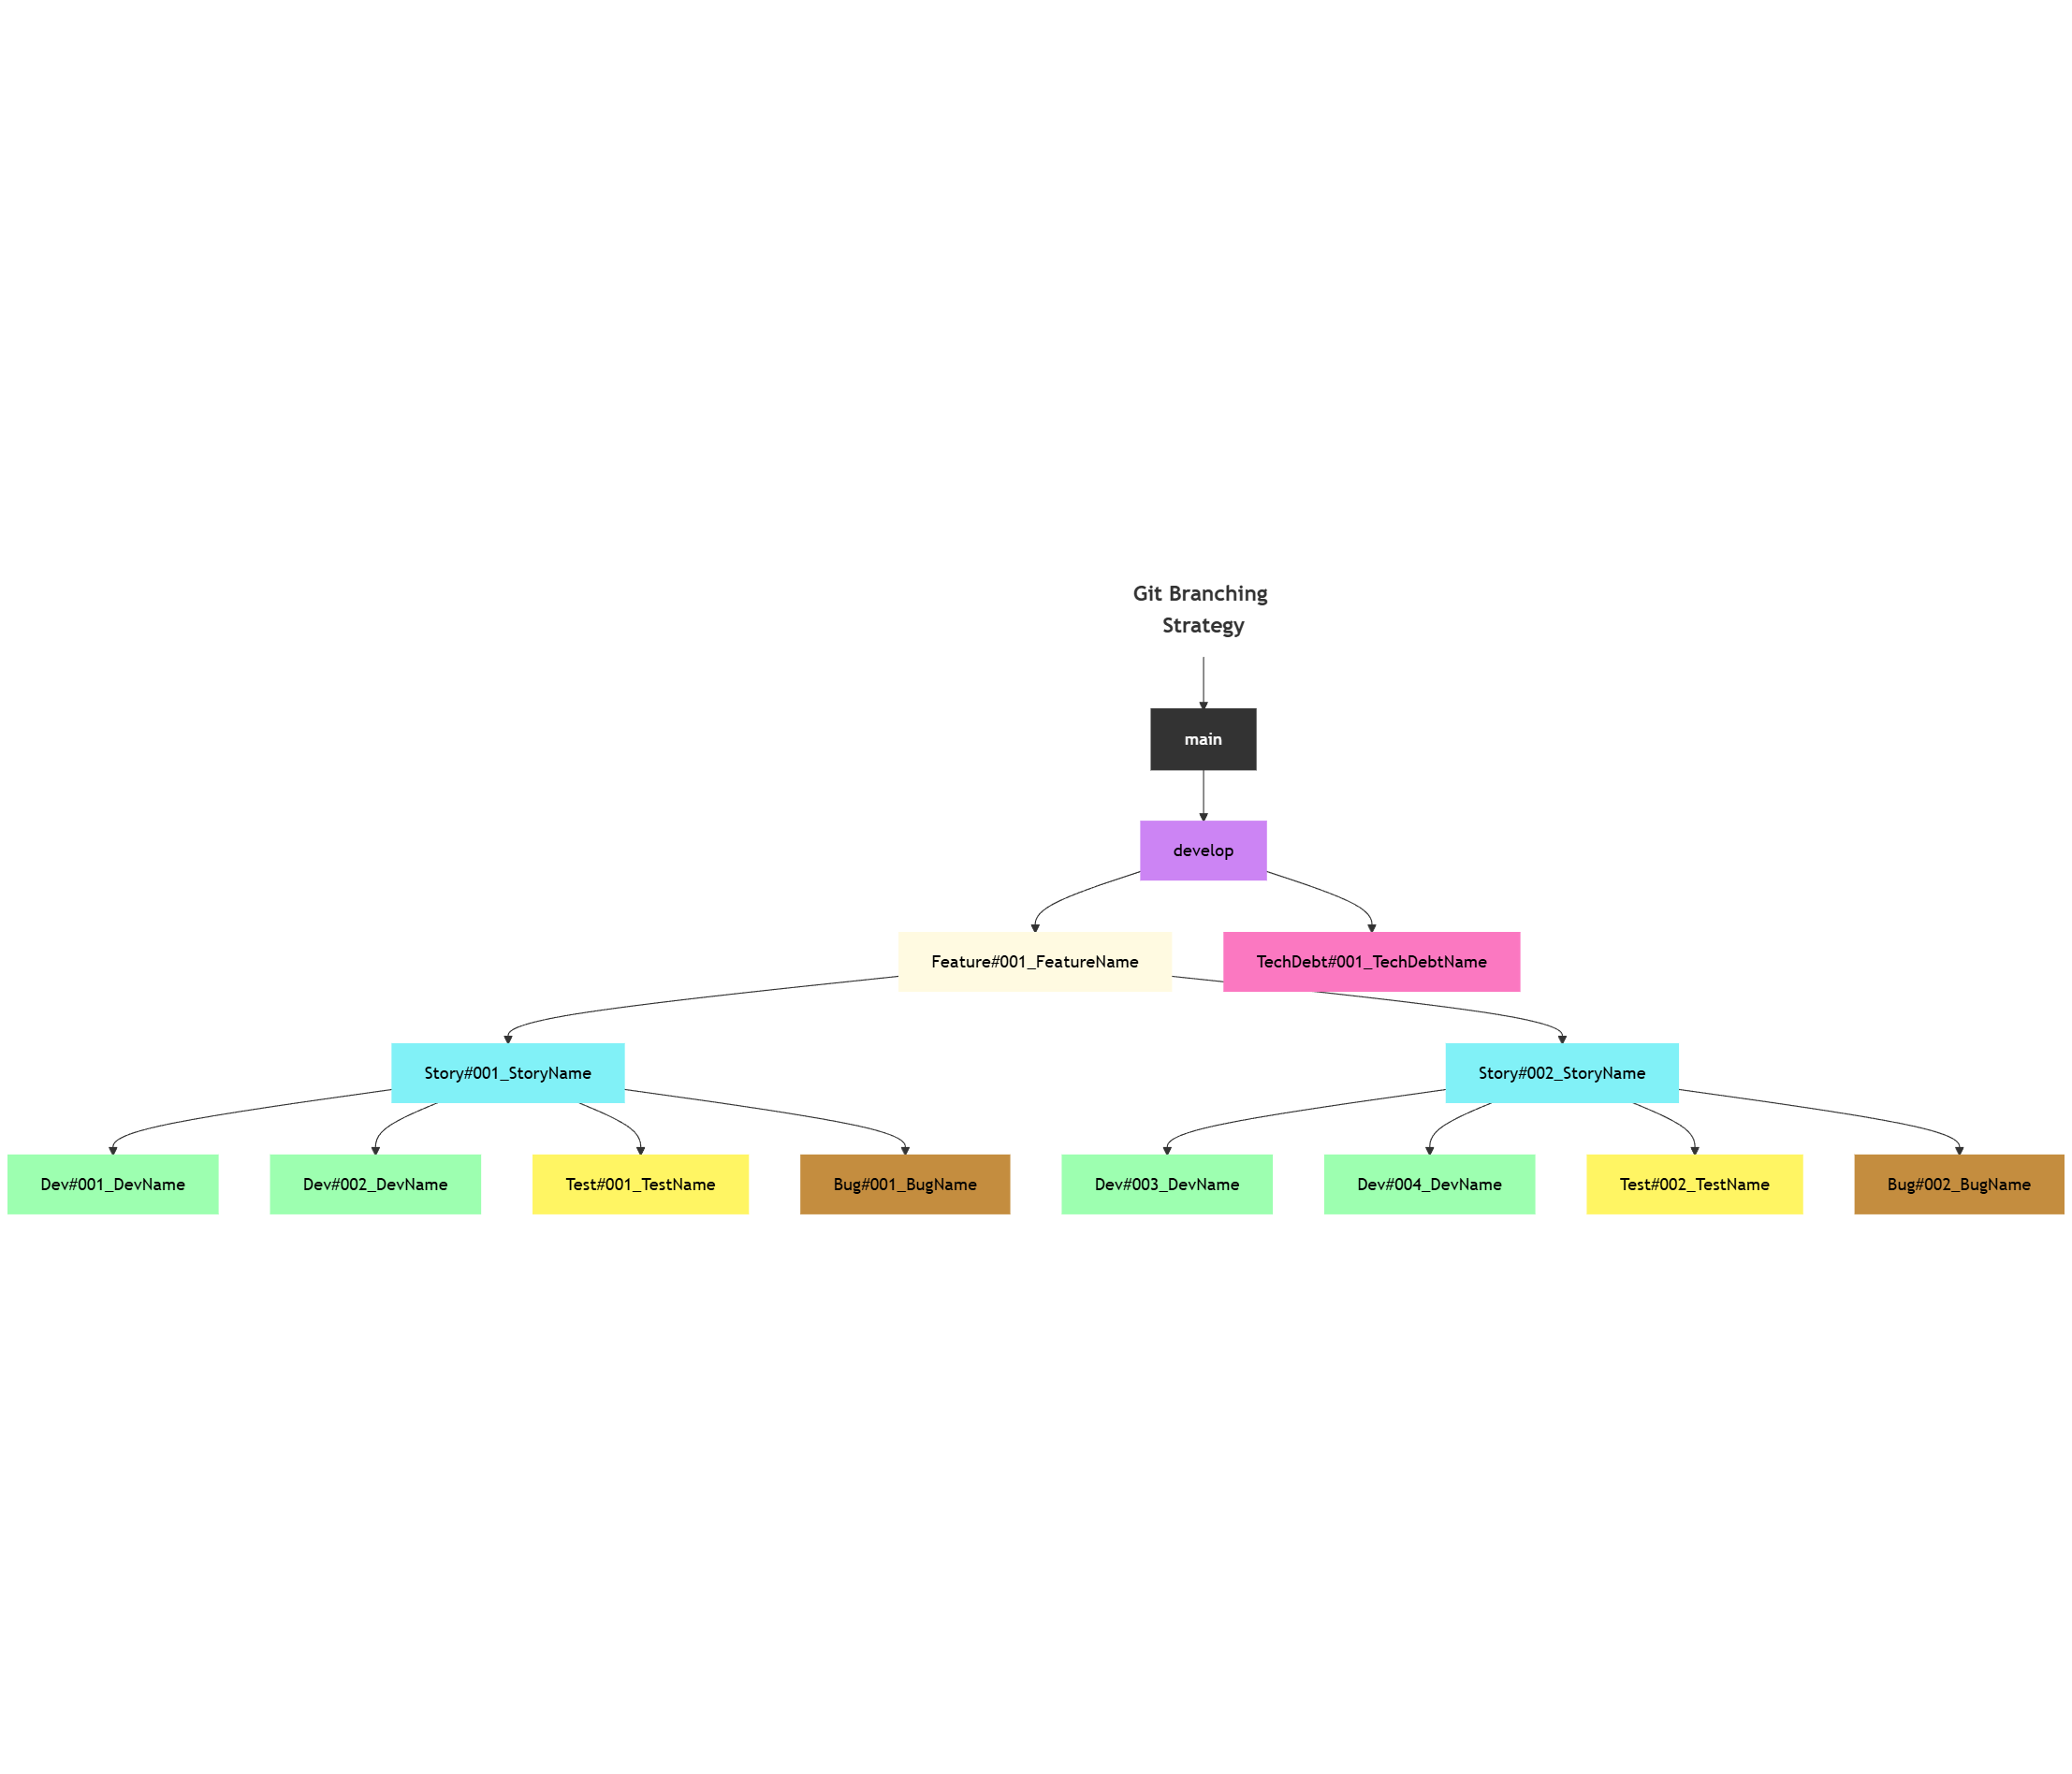 Git Branching
Strategy
main
develop
Feature#001_FeatureName
TechDebt#001_TechDebtName
Story#001_StoryName
Story#002_StoryName
Dev#001_DevName
Dev#002_DevName
Test#001_TestName
Bug#001_BugName
Dev#003_DevName
Dev#004_DevName
Test#002_TestName
Bug#002_BugName